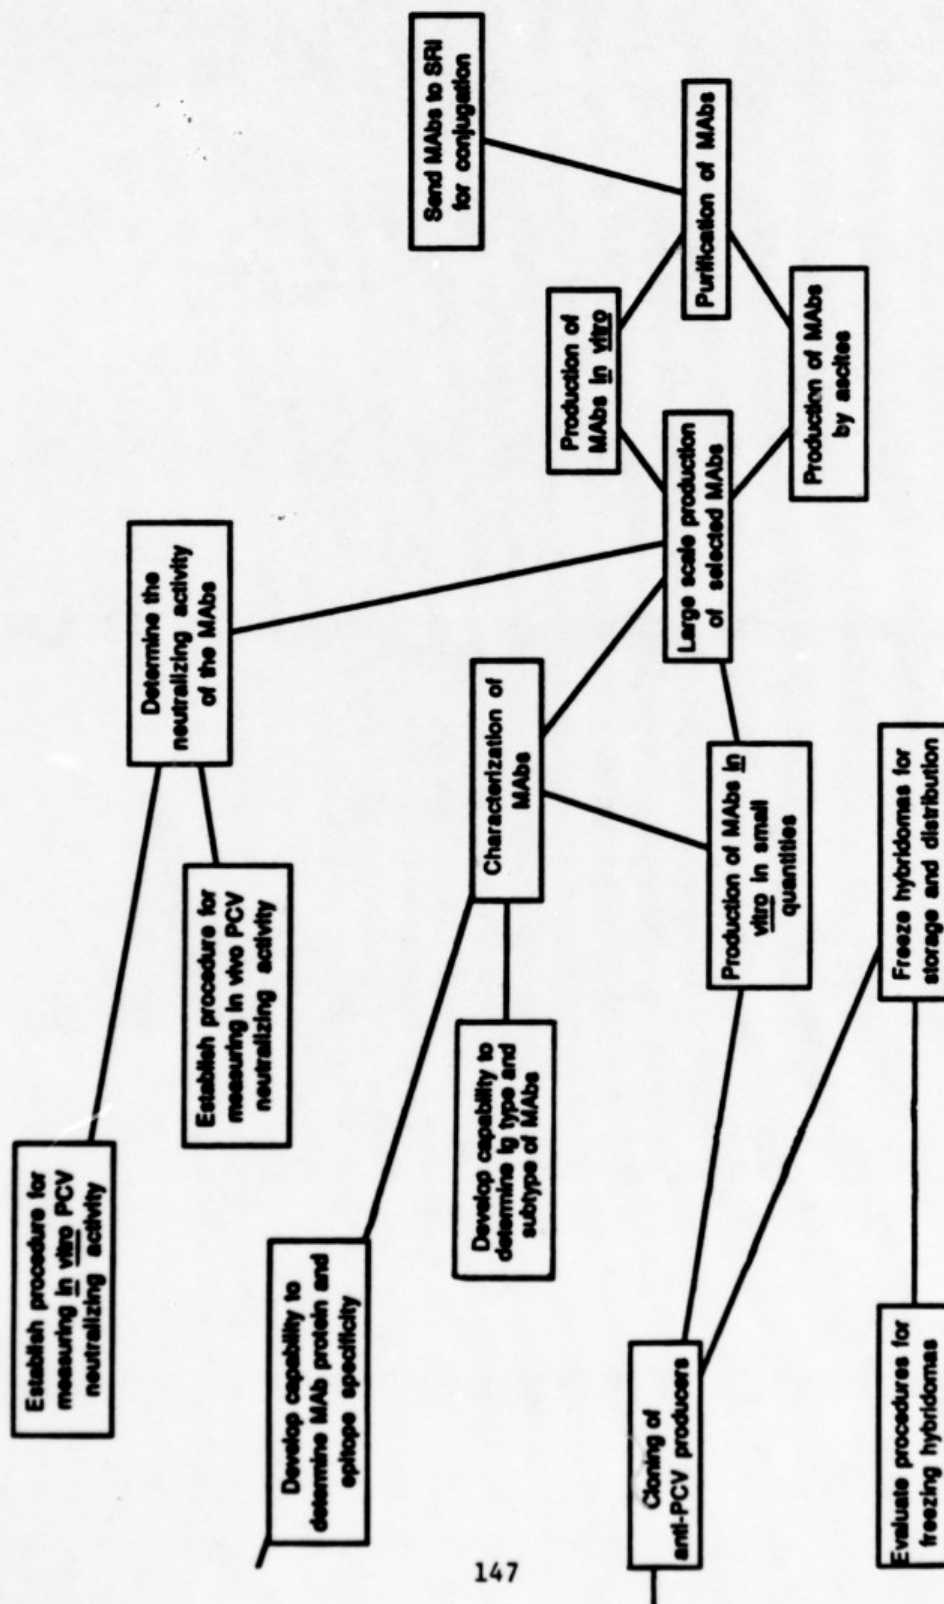 Establish procedure for
measuring in vitro PCV
neutralizing activity
Establish procedure for
measuring in vivo PCV
neutralizing activity
Determine the
neutralizing activity
of the MAbs
Develop capability to
determine MAb protein and
epitope specificity
Develop capability to
determine Ig type and
subtype of MAbs
Characterization of
MAbs
Send MAbs to SRI
for conjugation
Production of
MAbs in vitro
Cloning of
anti-PCV producers
Production of MAbs in
vitro in small
quantities
Large scale production
of selected MAbs
Purification of MAbs
Production of MAbs
by ascites
Evaluate procedures for
freezing hybridomas
Freeze hybridomas for
storage and distribution
147